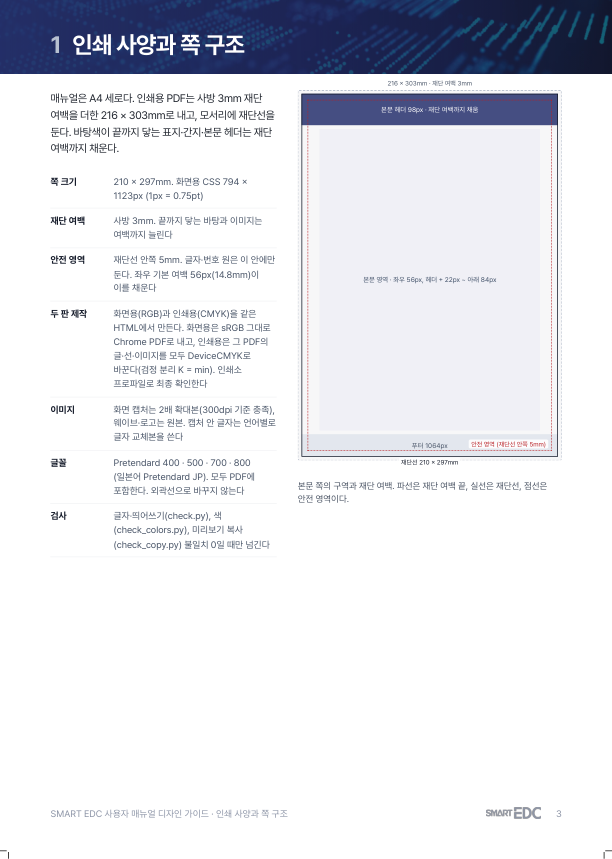 1 인쇄 사양과 쪽 구조
매뉴얼은 A4 세로다. 인쇄용 PDF는 사방 3mm 재단
여백을 더한 216 × 303mm로 내고, 모서리에 재단선을
둔다. 바탕색이 끝까지 닿는 표지·간지·본문 헤더는 재단
여백까지 채운다.
쪽 크기
210 × 297mm. 화면용 CSS 794 ×
1123px (1px = 0.75pt)
재단 여백
사방 3mm. 끝까지 닿는 바탕과 이미지는
여백까지 늘린다
안전 영역
재단선 안쪽 5mm. 글자·번호 원은 이 안에만
둔다. 좌우 기본 여백 56px(14.8mm)이
이를 채운다
두 판 제작
화면용(RGB)과 인쇄용(CMYK)을 같은
HTML에서 만든다. 화면용은 sRGB 그대로
Chrome PDF로 내고, 인쇄용은 그 PDF의
글·선·이미지를 모두 DeviceCMYK로
바꾼다(검정 분리 K = min). 인쇄소
프로파일로 최종 확인한다
이미지
화면 캡처는 2배 확대본(300dpi 기준 충족),
웨이브·로고는 원본. 캡처 안 글자는 언어별로
글자 교체본을 쓴다
글꼴
Pretendard 400 · 500 · 700 · 800
(일본어 Pretendard JP). 모두 PDF에
포함한다. 외곽선으로 바꾸지 않는다
검사
글자·띄어쓰기(check.py), 색
(check_colors.py), 미리보기 복사
(check_copy.py) 불일치 0일 때만 넘긴다
216 × 303mm · 재단 여백 3mm
본문 헤더 98px · 재단 여백까지 채움
본문 영역 · 좌우 56px, 헤더 + 22px ~ 아래 84px
푸터 1064px
안전 영역 (재단선 안쪽 5mm)
재단선 210 × 297mm
본문 쪽의 구역과 재단 여백. 파선은 재단 여백 끝, 실선은 재단선, 점선은
안전 영역이다.
SMART EDC 사용자 매뉴얼 디자인 가이드 · 인쇄 사양과 쪽 구조
SMART EDC
3